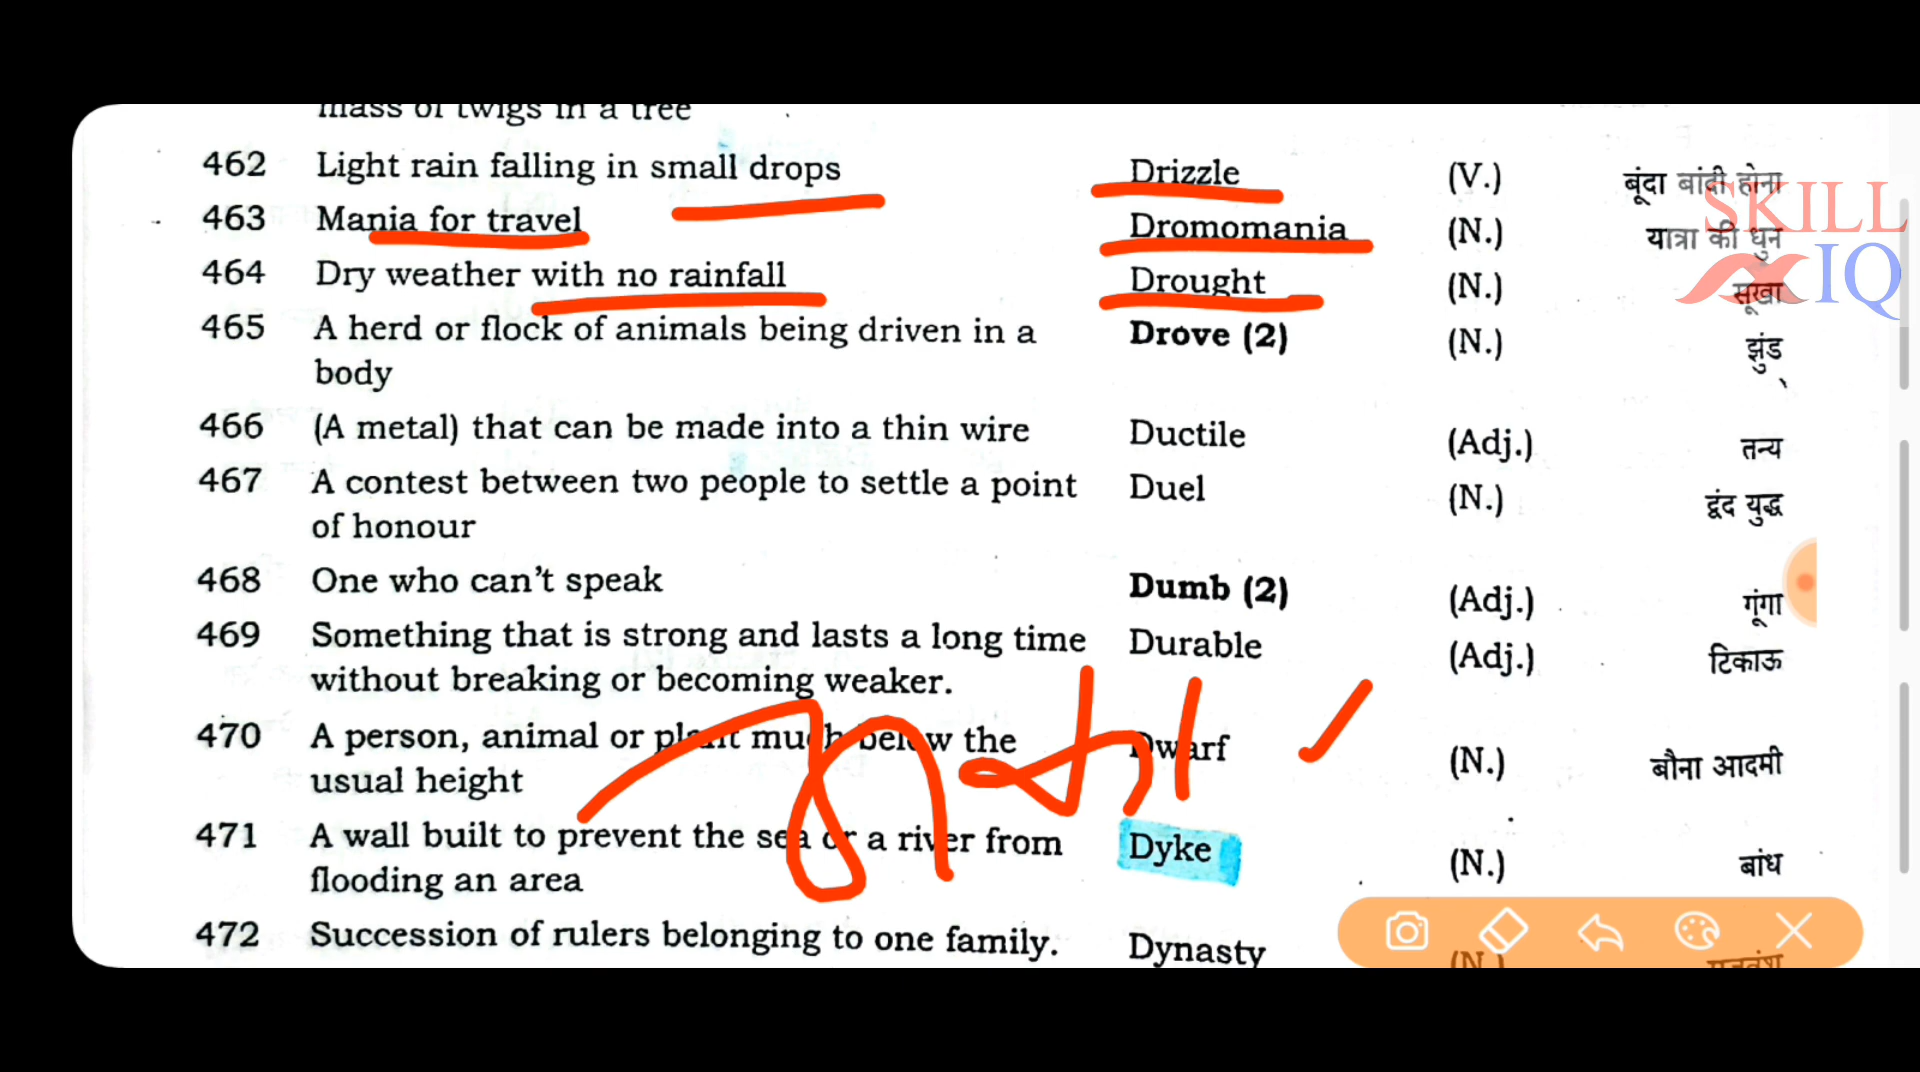 mass of twigs in a tree
462 Light rain falling in small drops Drizzle (V.) बूंदा बांदी होना
463 Mania for travel Dromomania (N.) यात्रा की धुन
464 Dry weather with no rainfall Drought (N.) सूखा
SKILL
IQ
465 A herd or flock of animals being driven in a Drove (2) (N.) झुंड
body
466 (A metal) that can be made into a thin wire Ductile (Adj.) तन्य
467 A contest between two people to settle a point Duel (N.) द्वंद युद्ध
of honour
468 One who can't speak Dumb (2) (Adj.) गूंगा
469 Something that is strong and lasts a long time Durable (Adj.) टिकाऊ
without breaking or becoming weaker.
470 A person, animal or plant much below the Dwarf (N.) बौना आदमी
usual height
471 A wall built to prevent the sea or a river from Dyke (N.) बांध
flooding an area
472 Succession of rulers belonging to one family. Dynasty (N.)